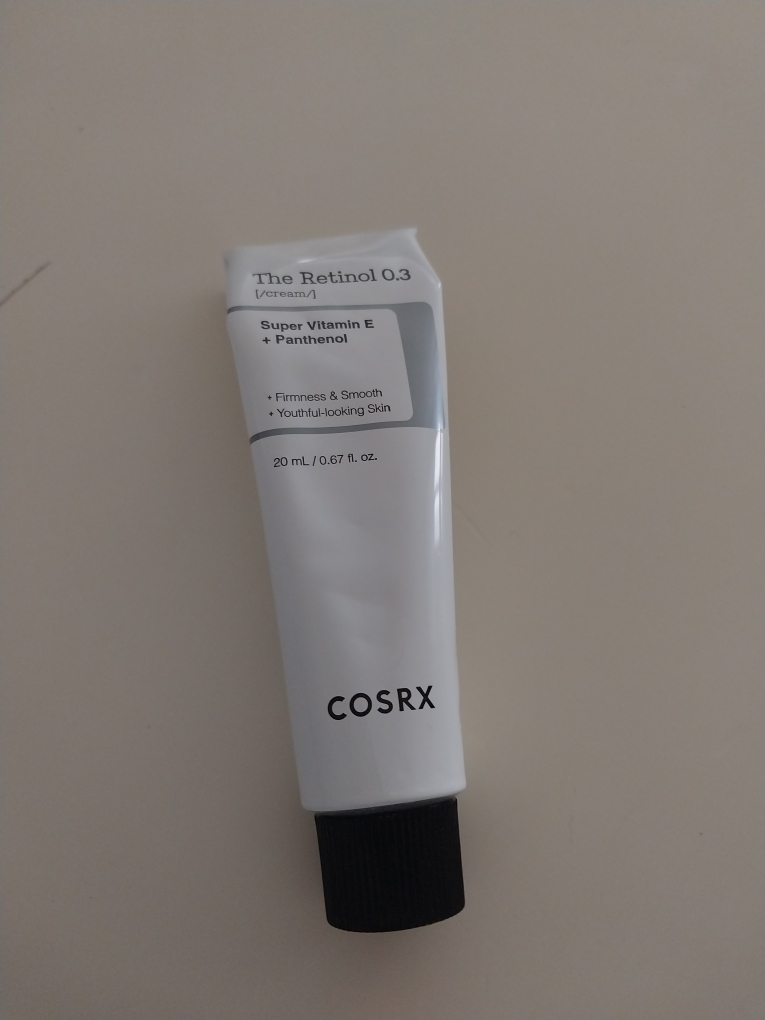 The Retinol 0.3
[/cream/]
Super Vitamin E
+ Panthenol
+ Firmness & Smooth
+ Youthful-looking Skin
20 mL / 0.67 fl. oz.
COSRX